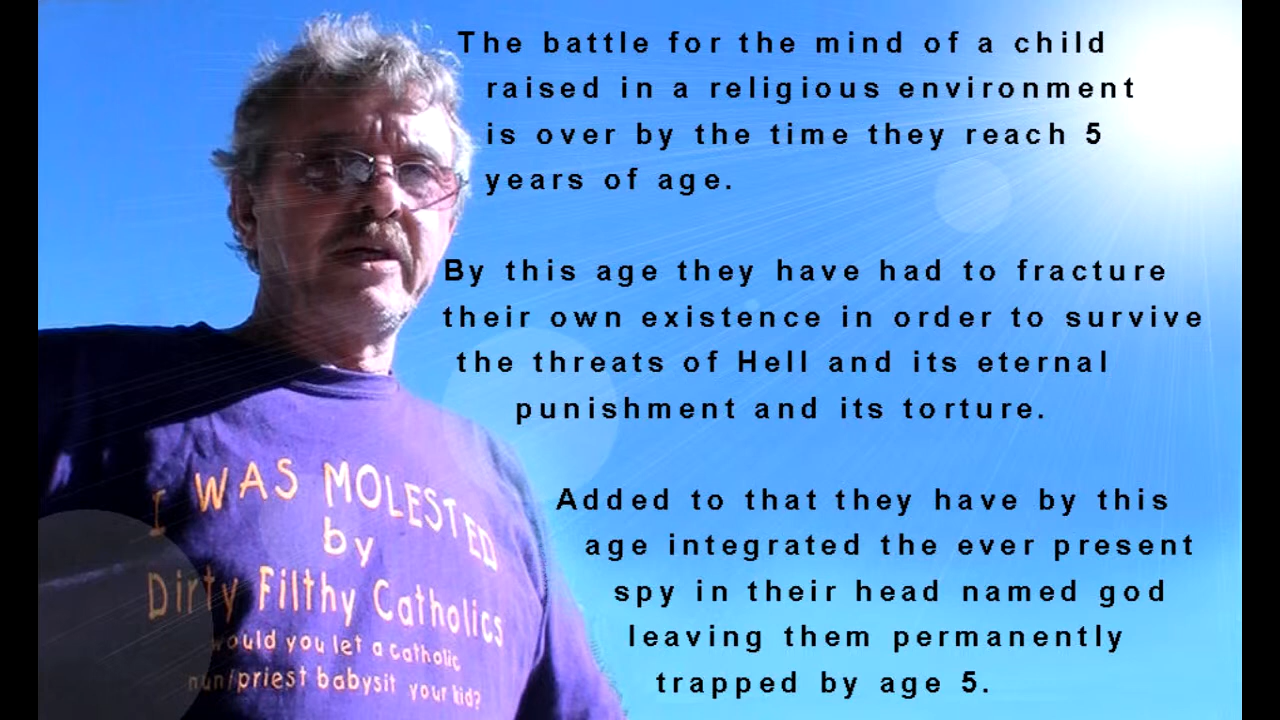 The battle for the mind of a child
raised in a religious environment
is over by the time they reach 5
years of age.
By this age they have had to fracture
their own existence in order to survive
the threats of Hell and its eternal
punishment and its torture.
Added to that they have by this
age integrated the ever present
spy in their head named god
leaving them permanently
trapped by age 5.
I WAS MOLESTED
by
Dirty Filthy Catholics
would you let a catholic
nun/priest babysit your kid?